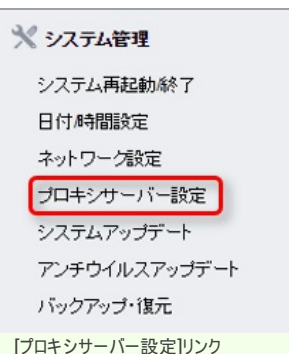 システム管理
システム再起動/終了
日付/時間設定
ネットワーク設定
プロキシサーバー設定
システムアップデート
アンチウイルスアップデート
バックアップ・復元
[プロキシサーバー設定]リンク